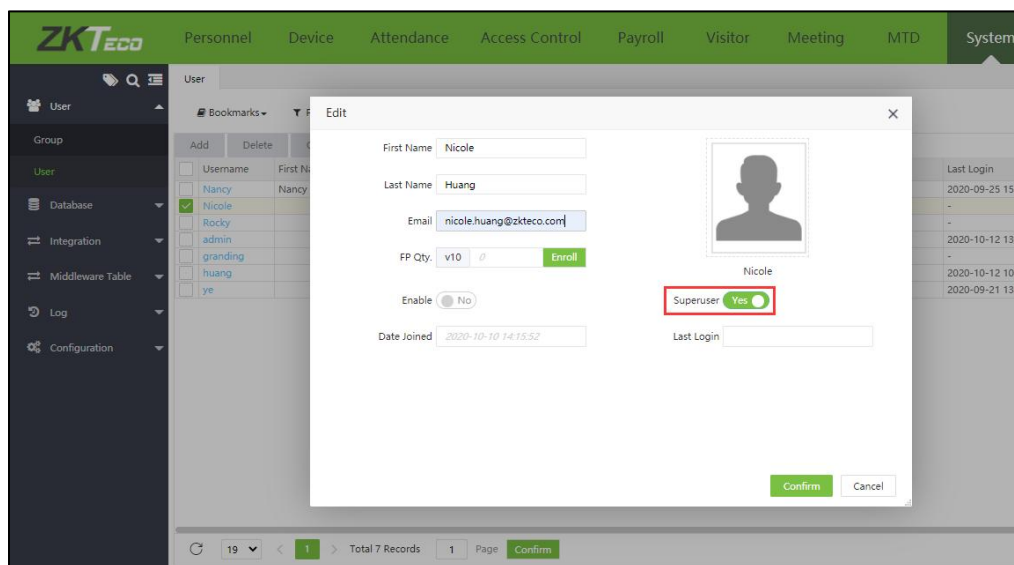 ZKTECO
Personnel Device Attendance Access Control Payroll Visitor Meeting MTD System
User
User
Bookmarks
Edit
Group
Add Delete
First Name Nicole
Username Last Login
User
Nancy Nancy 2020-09-25 15
Last Name Huang
Database
Nicole -
Rocky -
Email nicole.huang@zkteco.com
Integration
admin 2020-10-12 13
granding -
FP Qty. v10 0 Enroll
Nicole
Middleware Table
huang 2020-10-12 10
ye 2020-09-21 13
Enable No Superuser Yes
Log
Date Joined 2020-10-10 14:15:52 Last Login
Configuration
Confirm Cancel
19 1 Total 7 Records 1 Page Confirm